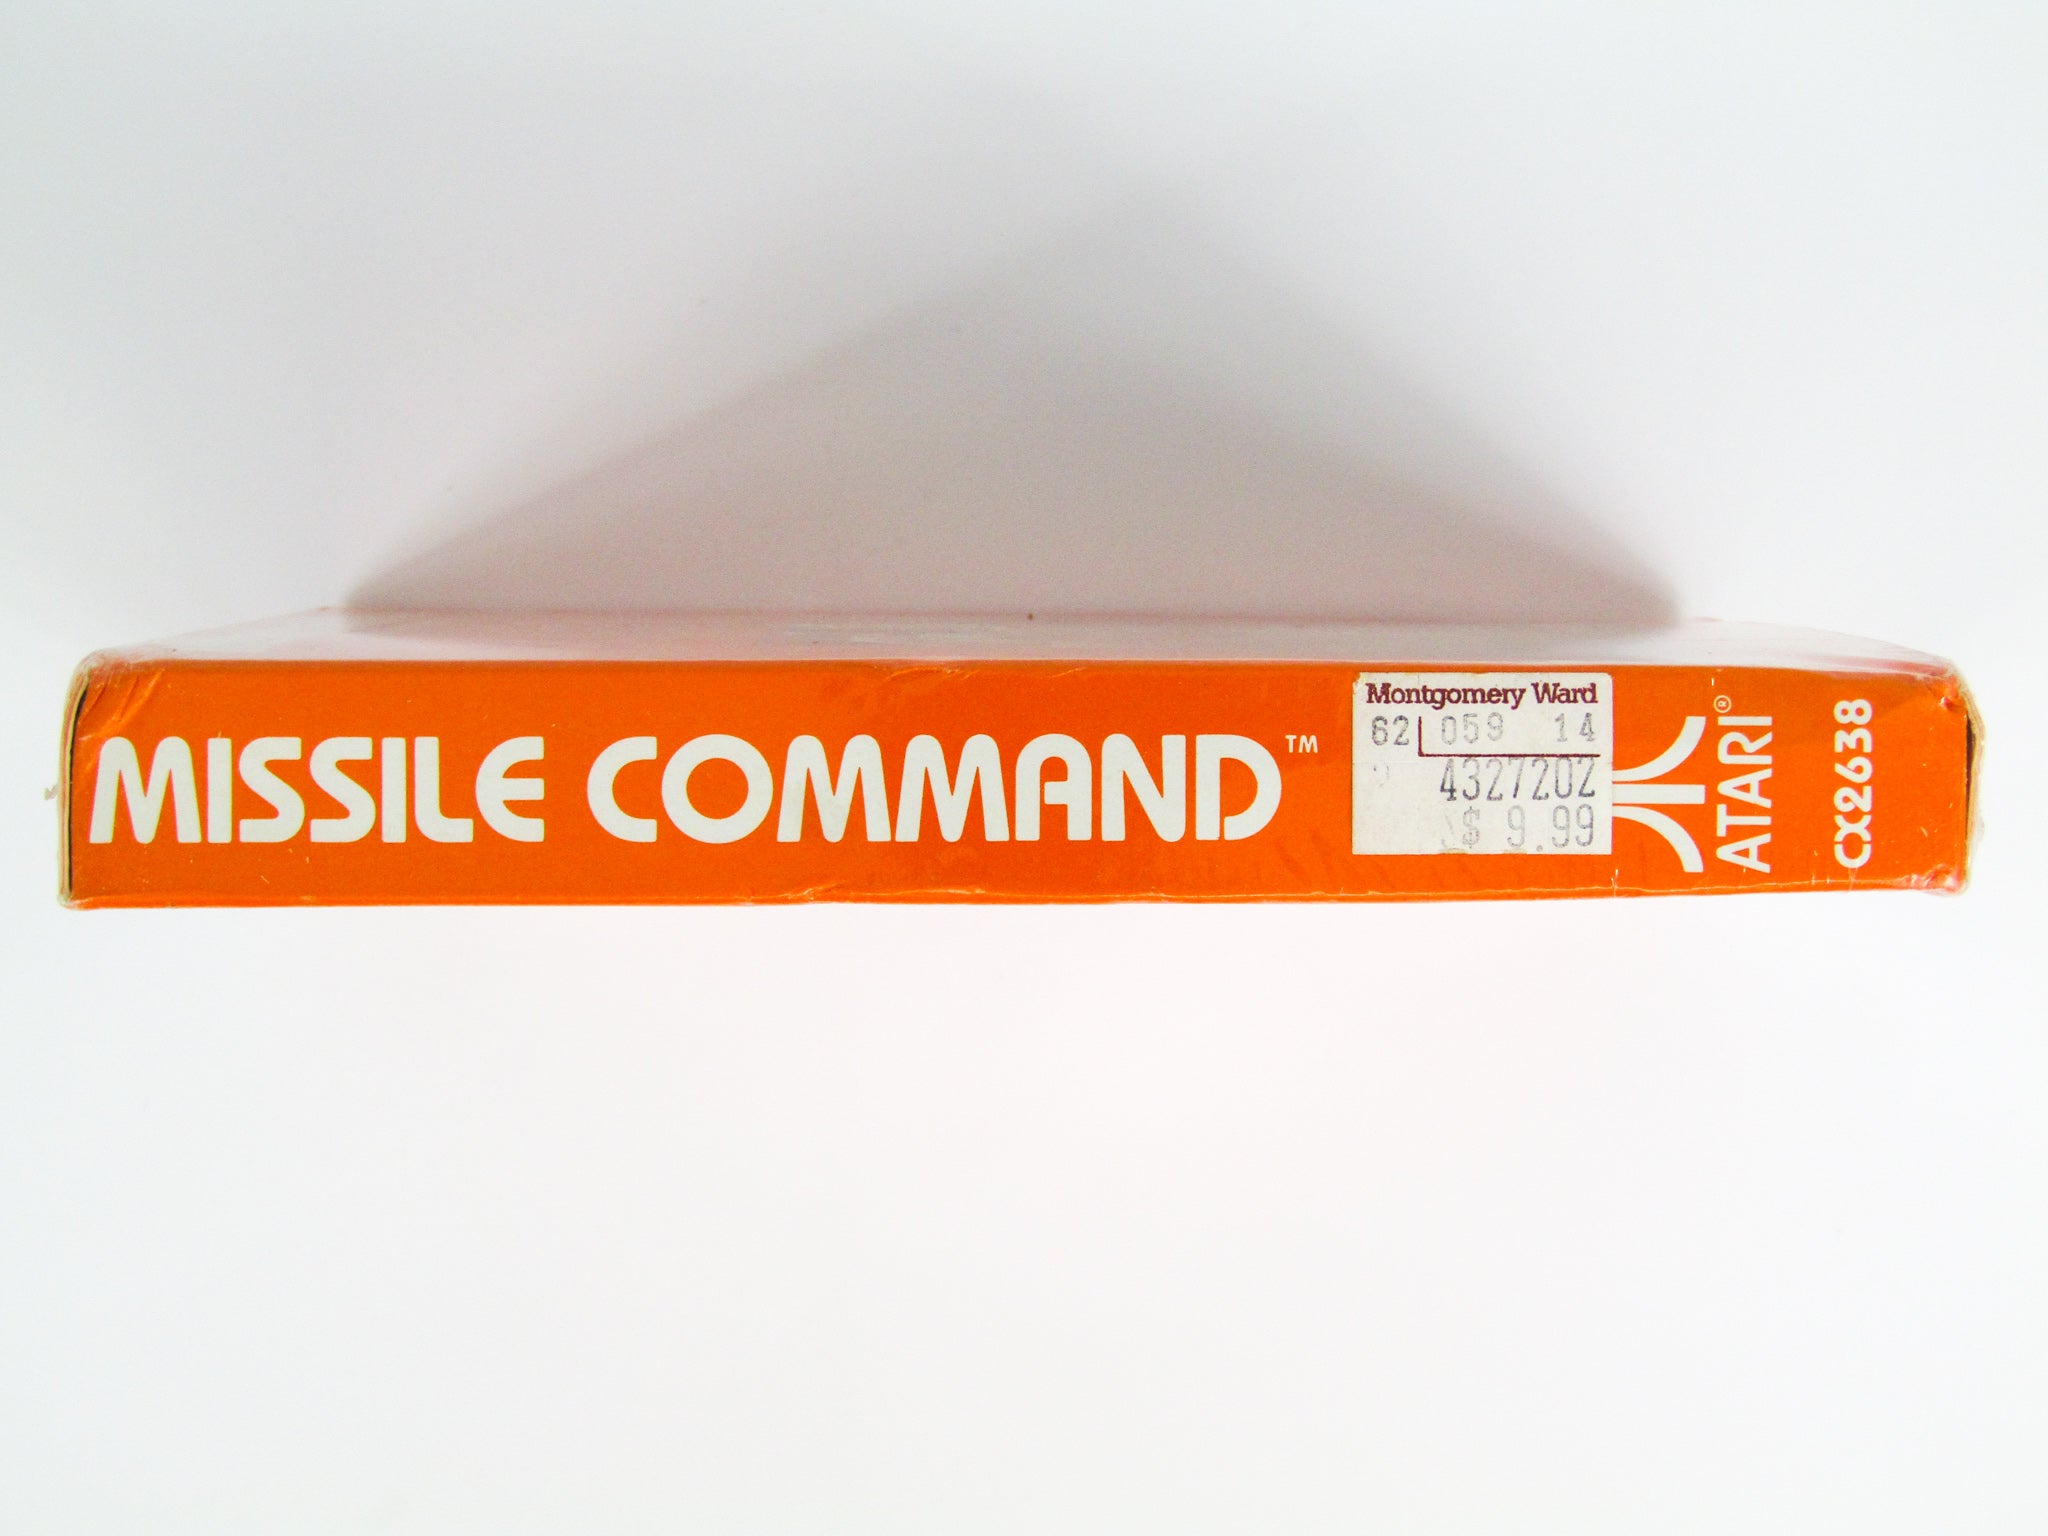 MISSILE COMMAND™
Montgomery Ward
62 059 14
4327202
$ 9.99
ATARI®
CX2638